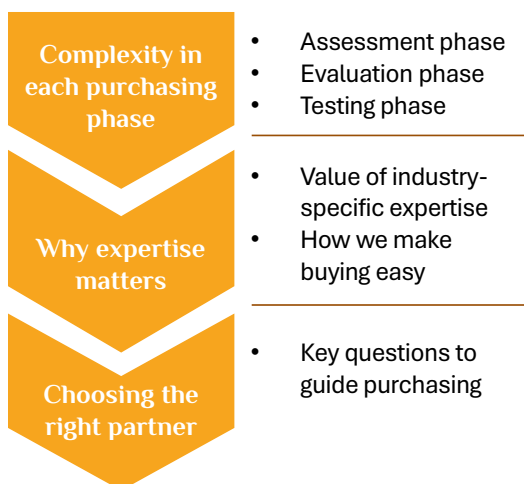 Complexity in
each purchasing
phase
• Assessment phase
• Evaluation phase
• Testing phase
Why expertise
matters
• Value of industry-
specific expertise
• How we make
buying easy
Choosing the
right partner
• Key questions to
guide purchasing